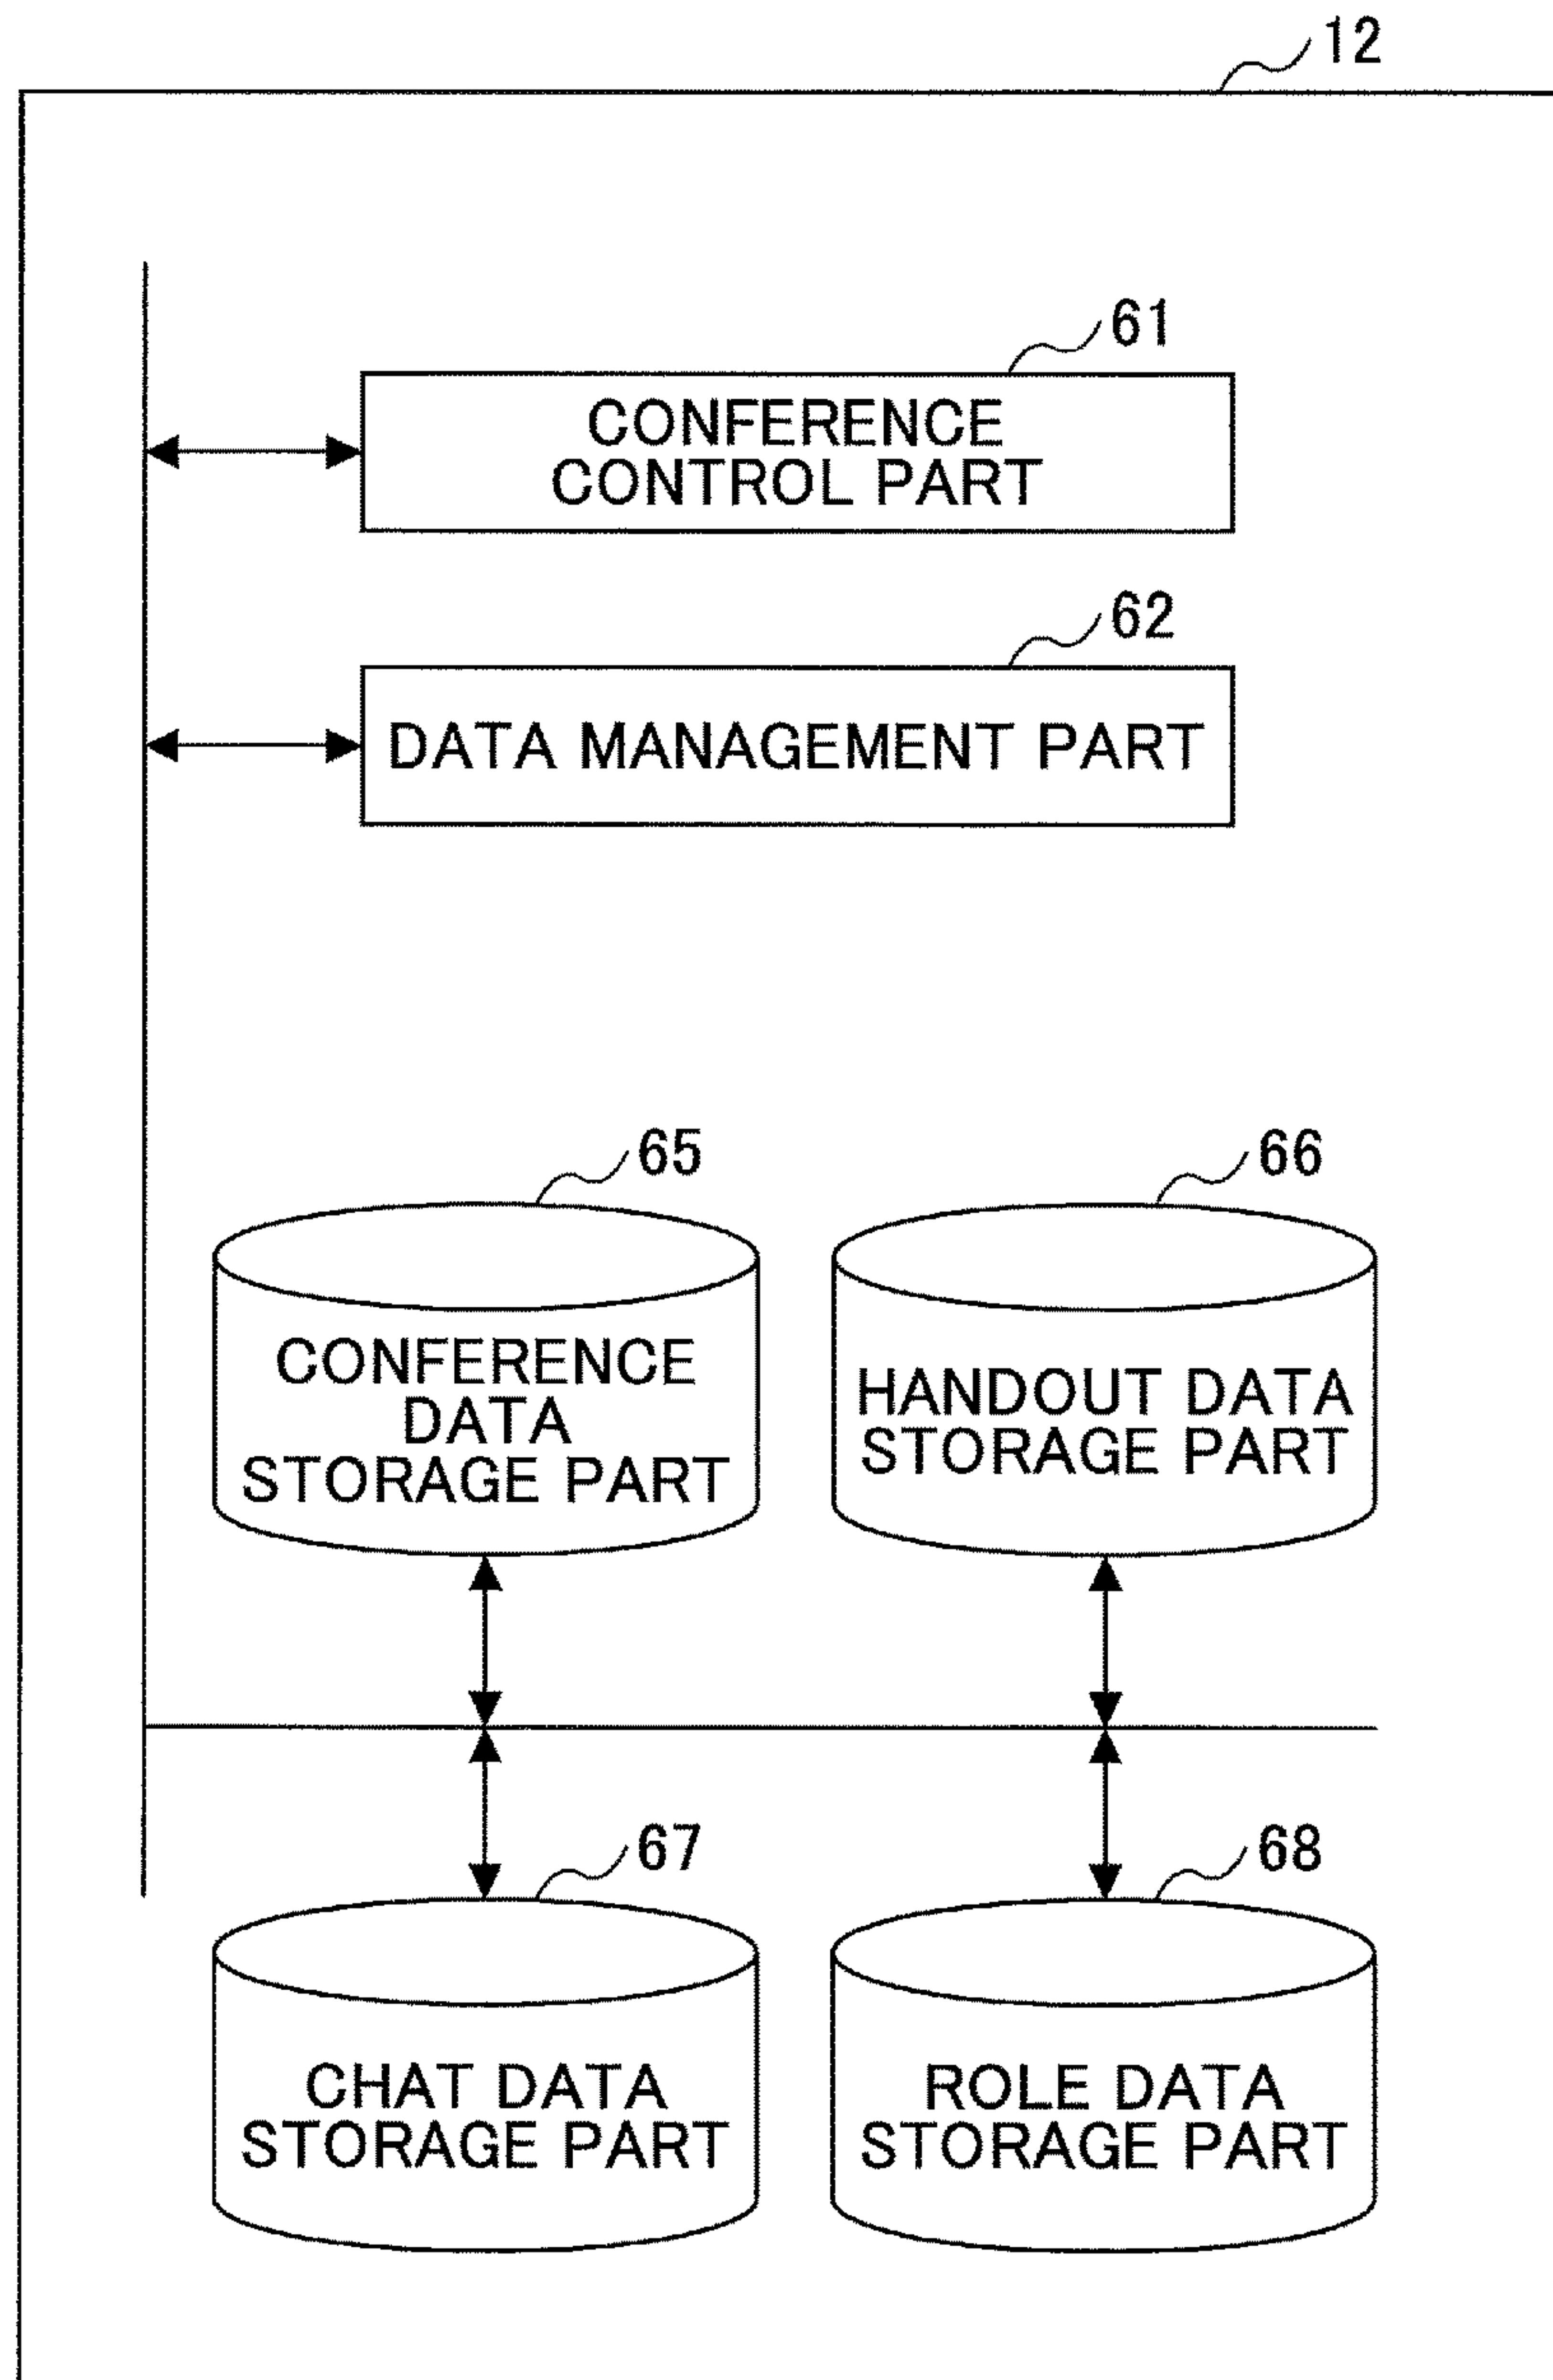 12
61
CONFERENCE
CONTROL PART
62
DATA MANAGEMENT PART
65
CONFERENCE
DATA
STORAGE PART
66
HANDOUT DATA
STORAGE PART
67
CHAT DATA
STORAGE PART
68
ROLE DATA
STORAGE PART